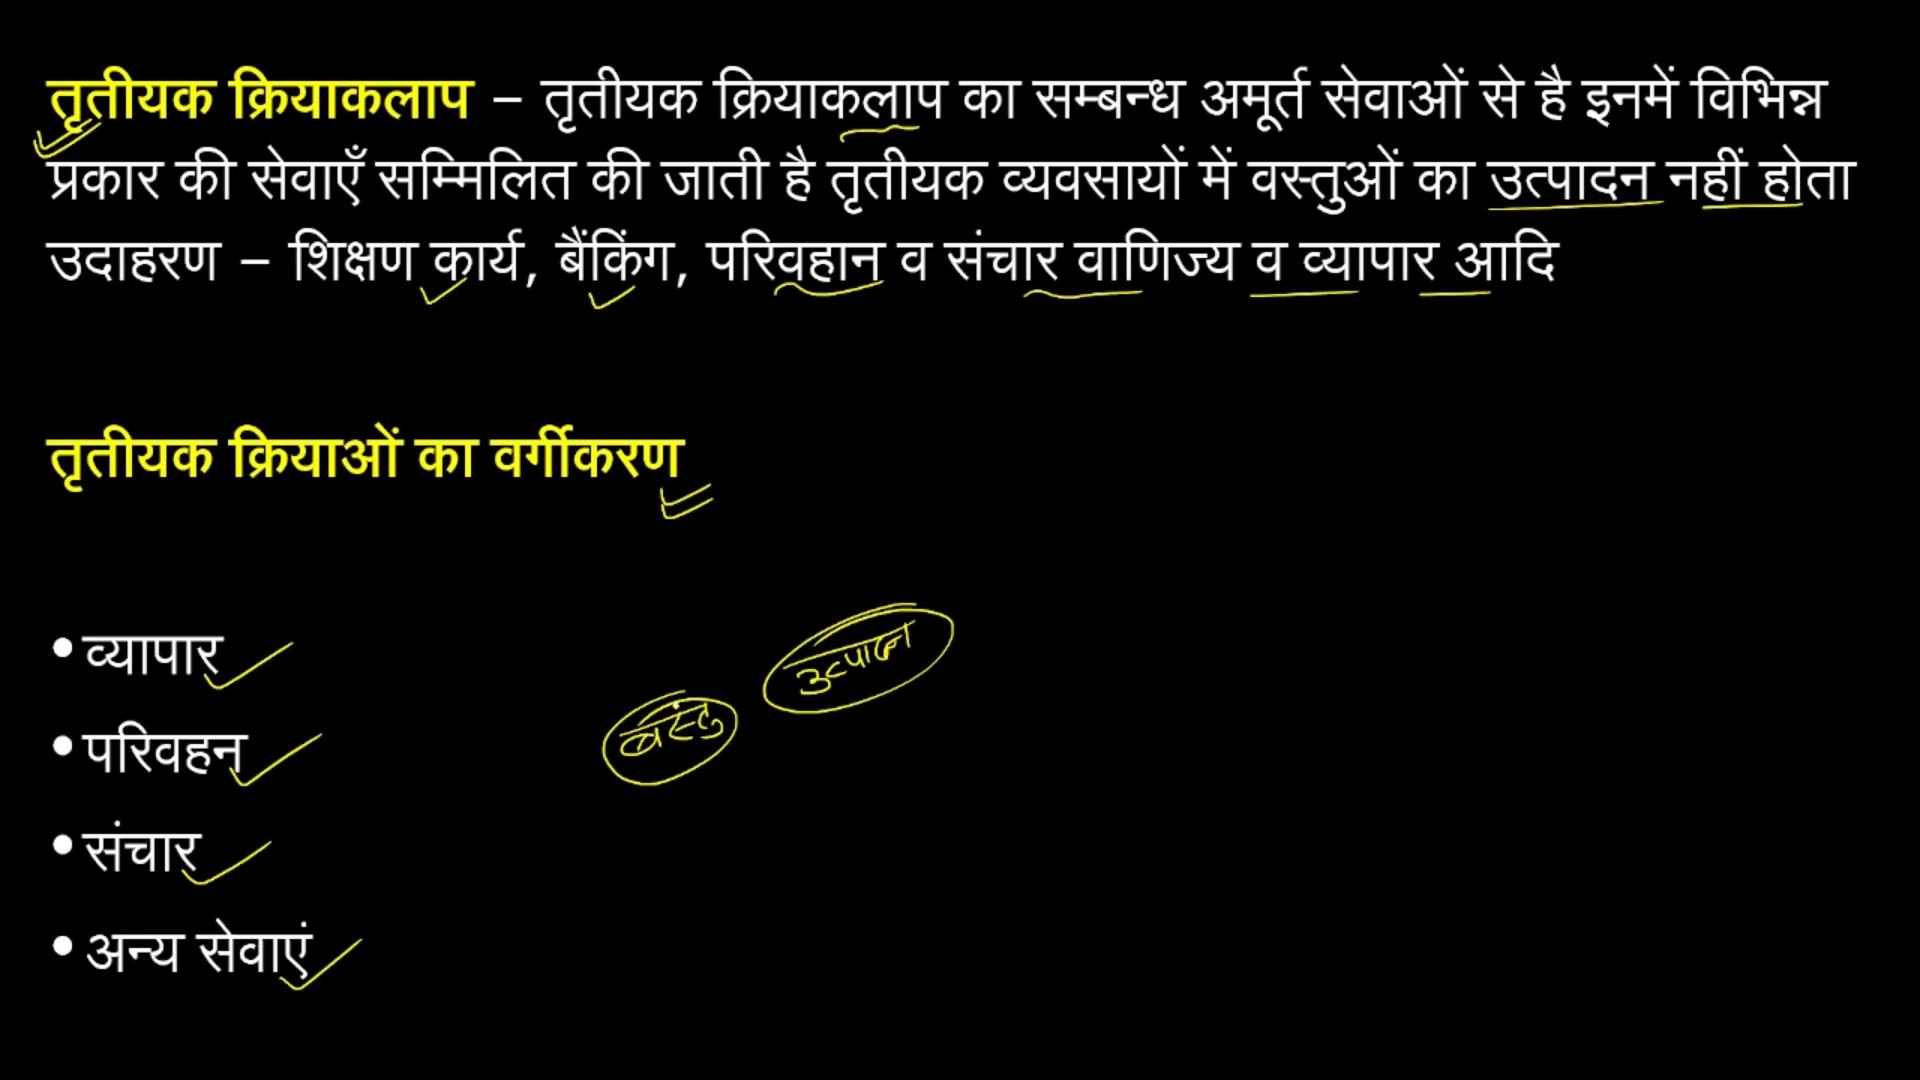 तृतीयक क्रियाकलाप – तृतीयक क्रियाकलाप का सम्बन्ध अमूर्त सेवाओं से है इनमें विभिन्न
प्रकार की सेवाएँ सम्मिलित की जाती है तृतीयक व्यवसायों में वस्तुओं का उत्पादन नहीं होता
उदाहरण – शिक्षण कार्य, बैंकिंग, परिवहान व संचार वाणिज्य व व्यापार आदि
तृतीयक क्रियाओं का वर्गीकरण
• व्यापार
उत्पादन
• परिवहन
वस्तु
• संचार
• अन्य सेवाएं